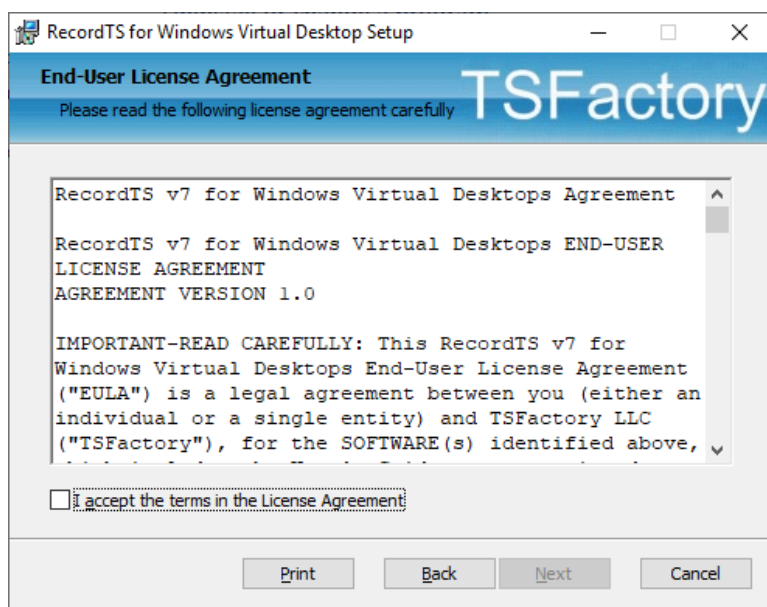 RecordTS for Windows Virtual Desktop Setup
End-User License Agreement
Please read the following license agreement carefully
TSFactory
RecordTS v7 for Windows Virtual Desktops Agreement
RecordTS v7 for Windows Virtual Desktops END-USER
LICENSE AGREEMENT
AGREEMENT VERSION 1.0
IMPORTANT-READ CAREFULLY: This RecordTS v7 for
Windows Virtual Desktops End-User License Agreement
("EULA") is a legal agreement between you (either an
individual or a single entity) and TSFactory LLC
("TSFactory"), for the SOFTWARE(s) identified above,
I accept the terms in the License Agreement
Print Back Next Cancel